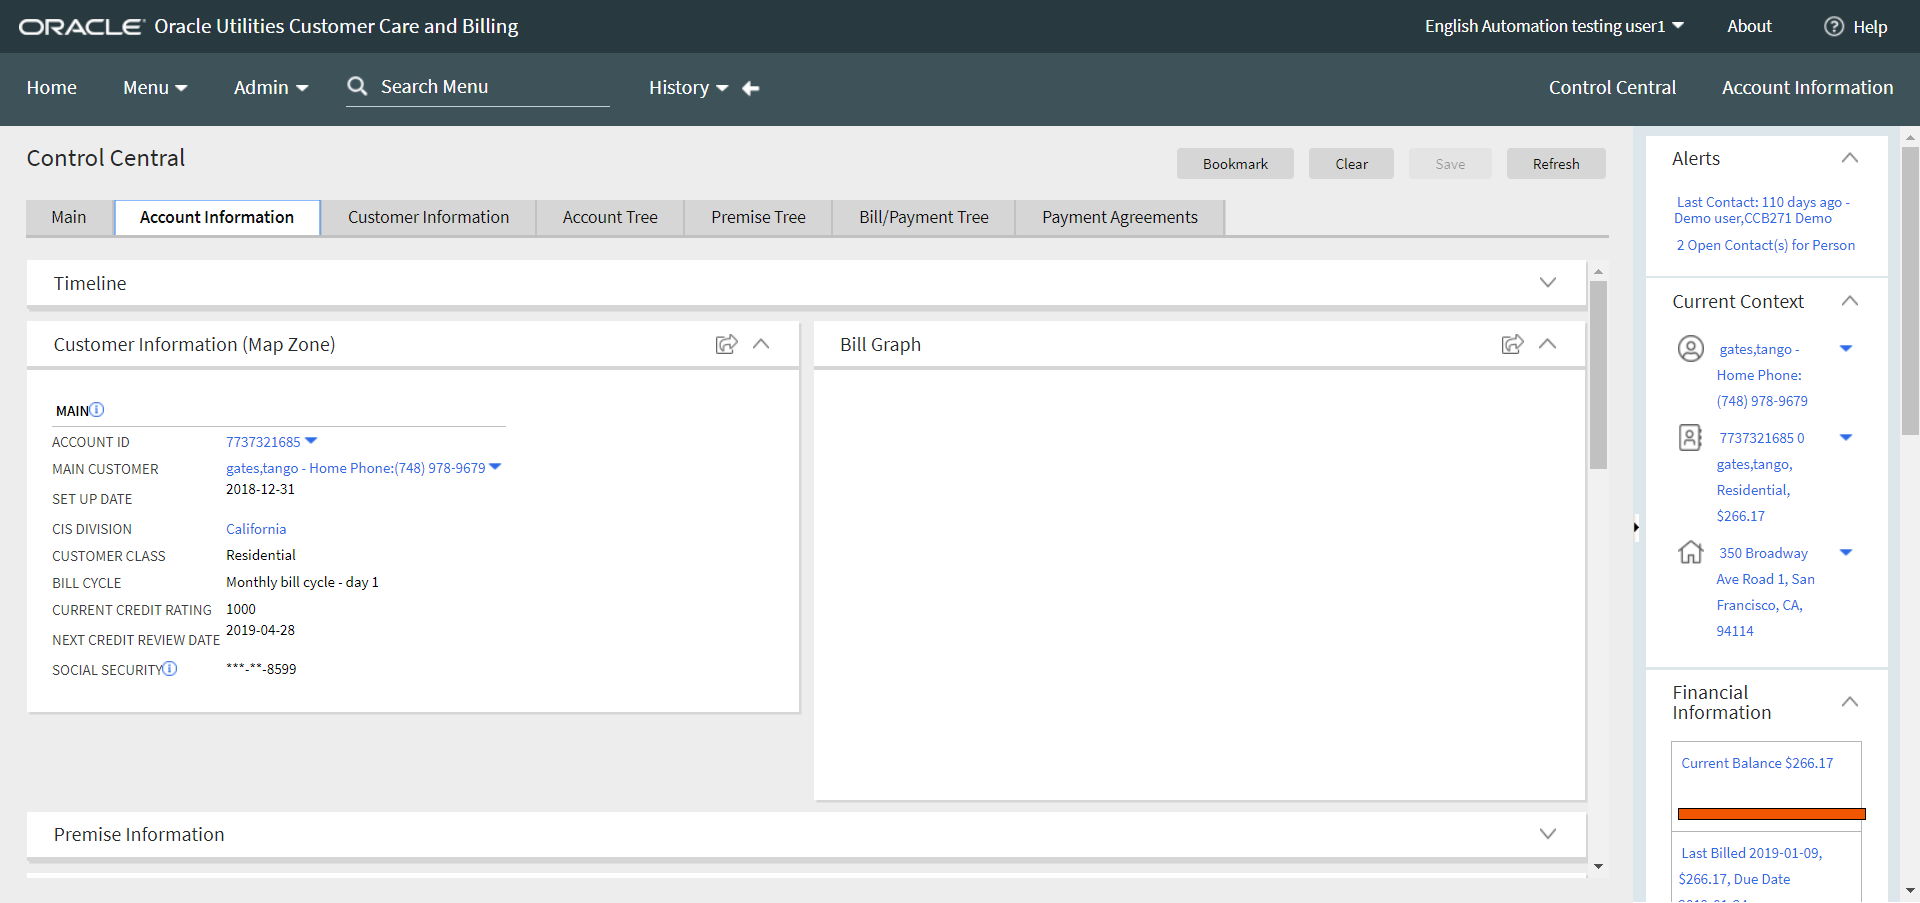 ORACLE Oracle Utilities Customer Care and Billing
English Automation testing user1
About
Help
Home
Menu
Admin
Search Menu
History
Control Central
Account Information
Control Central
Bookmark
Clear
Save
Refresh
Main
Account Information
Customer Information
Account Tree
Premise Tree
Bill/Payment Tree
Payment Agreements
Timeline
Customer Information (Map Zone)
MAIN
ACCOUNT ID 7737321685
MAIN CUSTOMER gates,tango - Home Phone:(748) 978-9679
SET UP DATE 2018-12-31
CIS DIVISION California
CUSTOMER CLASS Residential
BILL CYCLE Monthly bill cycle - day 1
CURRENT CREDIT RATING 1000
NEXT CREDIT REVIEW DATE 2019-04-28
SOCIAL SECURITY ***-**-8599
Bill Graph
Premise Information
Alerts
Last Contact: 110 days ago -
Demo user,CCB271 Demo
2 Open Contact(s) for Person
Current Context
gates,tango -
Home Phone:
(748) 978-9679
7737321685 0
gates,tango,
Residential,
$266.17
350 Broadway
Ave Road 1, San
Francisco, CA,
94114
Financial
Information
Current Balance $266.17
Last Billed 2019-01-09,
$266.17, Due Date